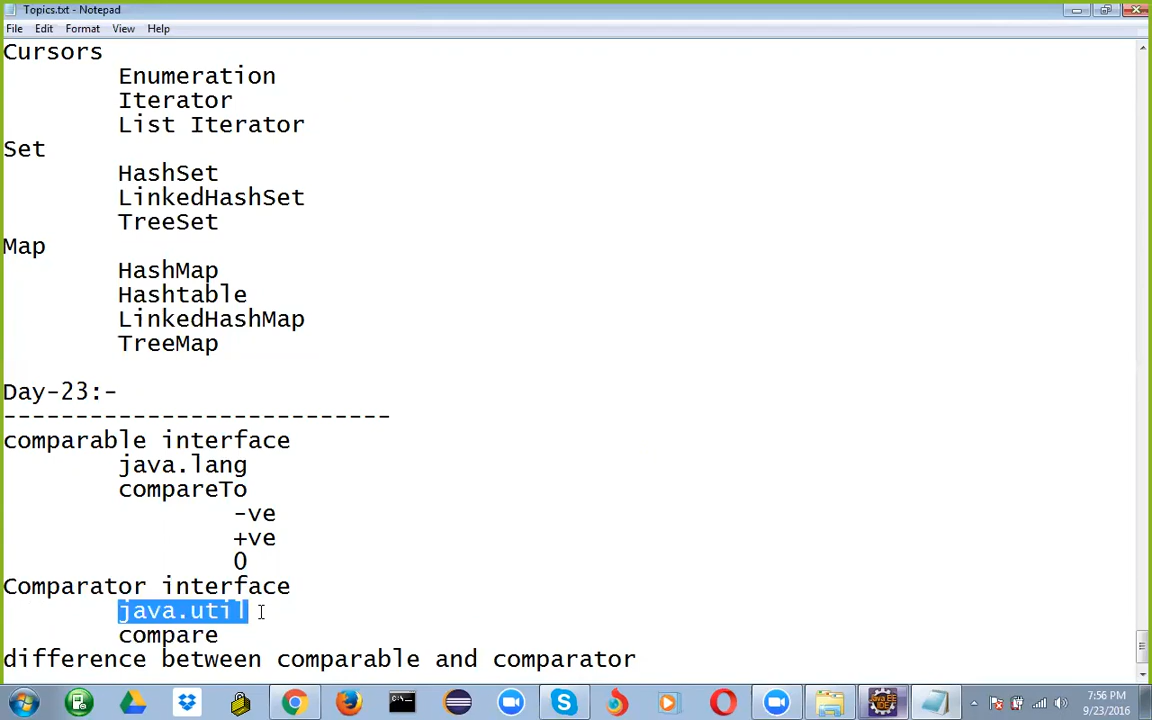 Topics.txt - Notepad
File Edit Format View Help
Cursors
Enumeration
Iterator
List Iterator
Set
HashSet
LinkedHashSet
TreeSet
Map
HashMap
Hashtable
LinkedHashMap
TreeMap
Day-23:-
---------------------------
comparable interface
java.lang
compareTo
-ve
+ve
0
Comparator interface
java.util
compare
difference between comparable and comparator
7:56 PM
9/23/2016